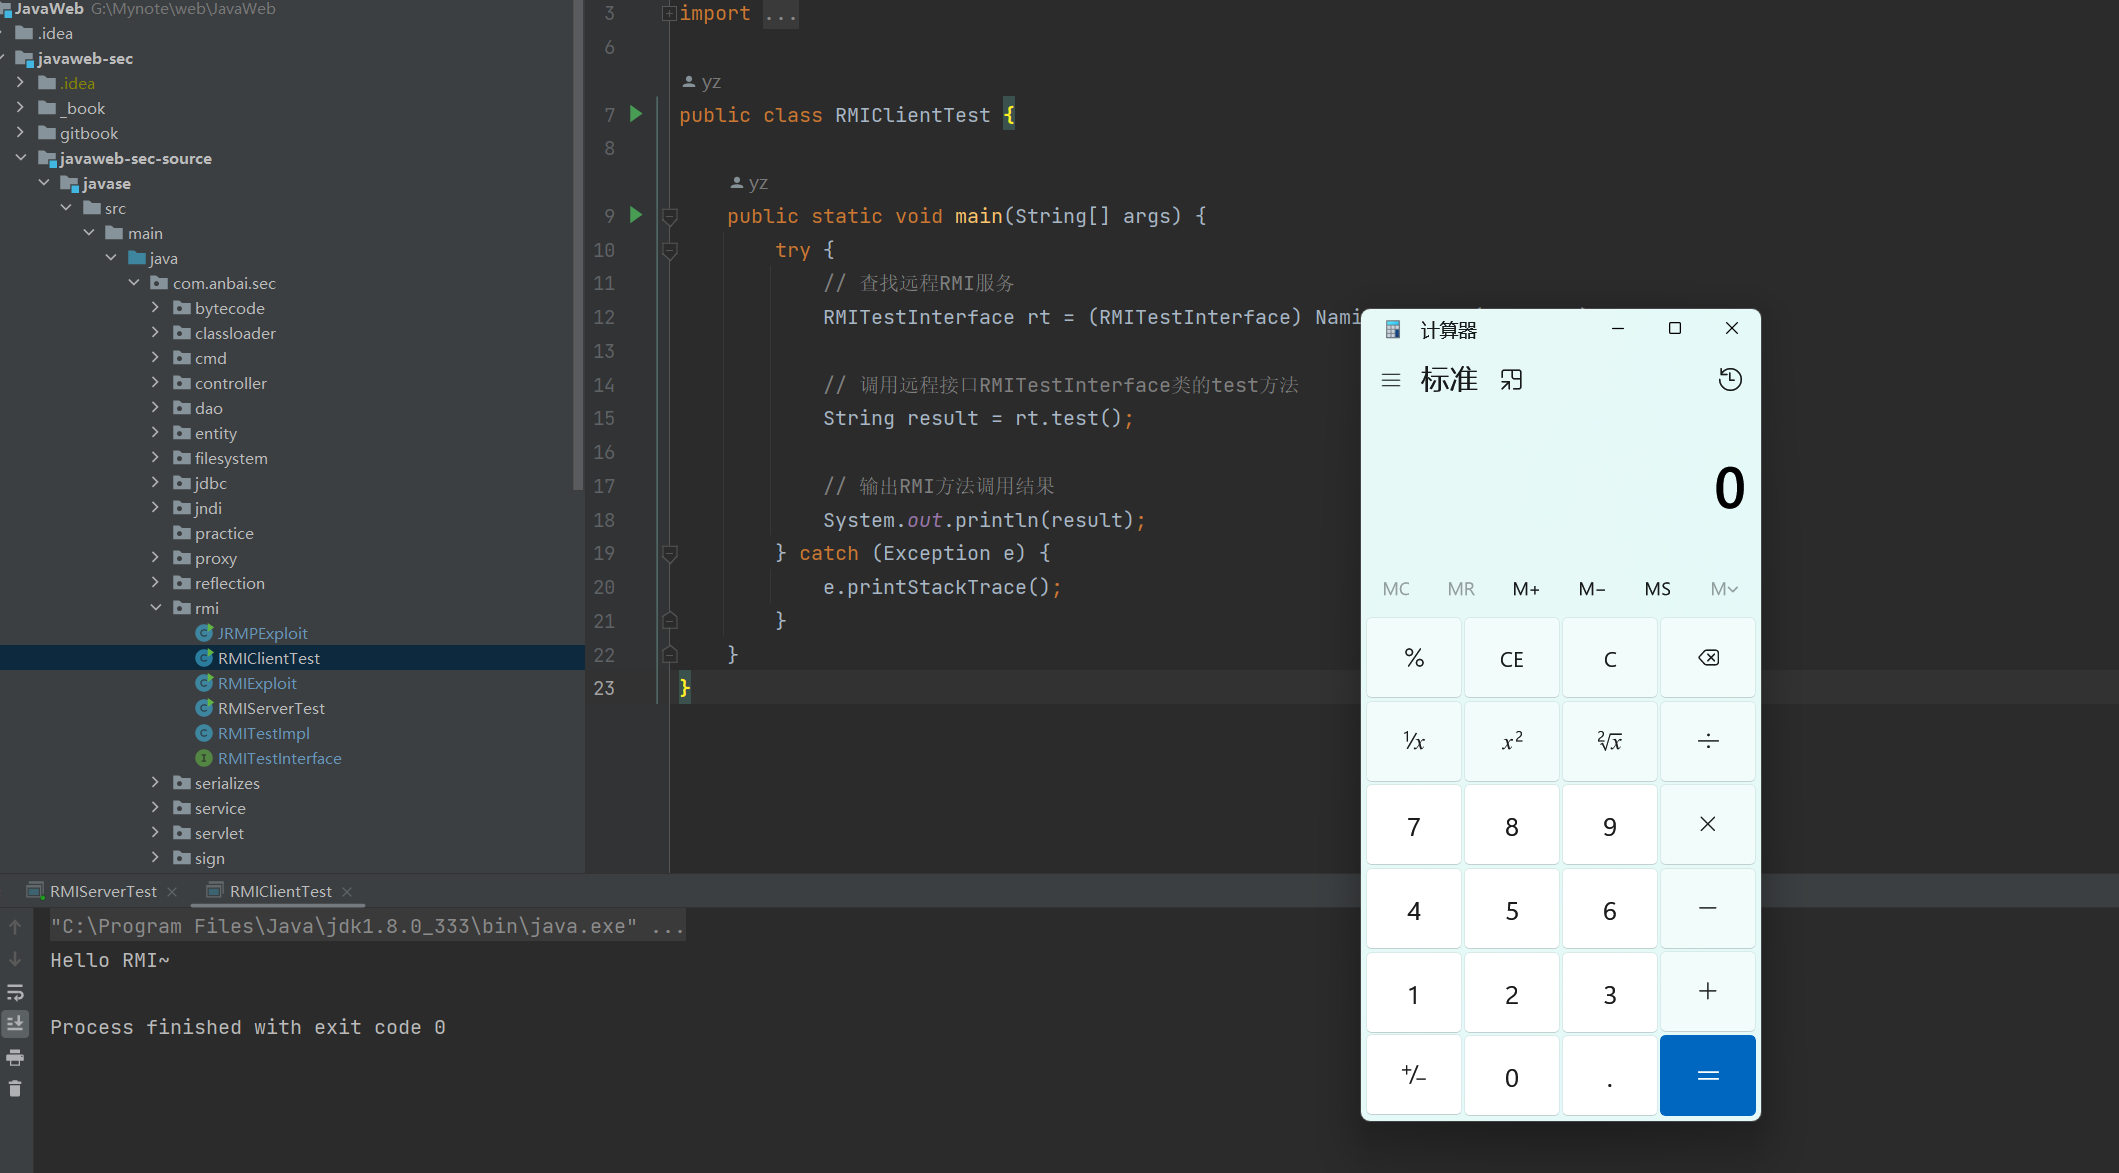 JavaWeb G:\Mynote\web\JavaWeb
.idea
javaweb-sec
.idea
_book
gitbook
javaweb-sec-source
javase
src
main
java
com.anbai.sec
bytecode
classloader
cmd
controller
dao
entity
filesystem
jdbc
jndi
practice
proxy
reflection
rmi
JRMPExploit
RMIClientTest
RMIExploit
RMIServerTest
RMITestImpl
RMITestInterface
serializes
service
servlet
sign
3 import ...
6
yz
7 public class RMIClientTest {
8
yz
9 public static void main(String[] args) {
10 try {
11 // 查找远程RMI服务
12 RMITestInterface rt = (RMITestInterface) Nami
13
14 // 调用远程接口RMITestInterface类的test方法
15 String result = rt.test();
16
17 // 输出RMI方法调用结果
18 System.out.println(result);
19 } catch (Exception e) {
20 e.printStackTrace();
21 }
22 }
23 }
计算器
标准
0
MC MR M+ M− MS M
% CE C
¹/x x² ²√x ÷
7 8 9 ×
4 5 6 −
1 2 3 +
+/− 0 . =
RMIServerTest RMIClientTest
"C:\Program Files\Java\jdk1.8.0_333\bin\java.exe" ...
Hello RMI~
Process finished with exit code 0